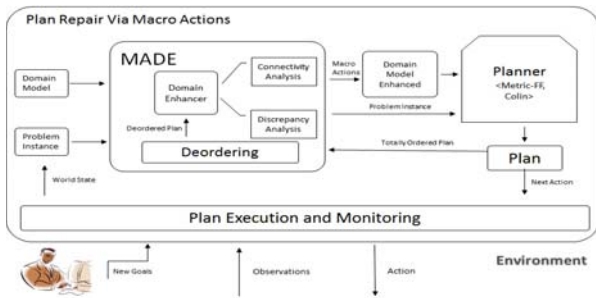 Plan Repair Via Macro Actions
MADE
Domain
Model
Problem
Instance
World State
Domain
Enhancer
Connectivity
Analysis
Discrepancy
Analysis
Deordered Plan
Deordering
Macro
Actions
Problem Instance
Domain
Model
Enhanced
Planner
<Metric-FF,
Colin>
Totally Ordered Plan
Plan
Next Action
Plan Execution and Monitoring
Environment
New Goals
Observations
Action